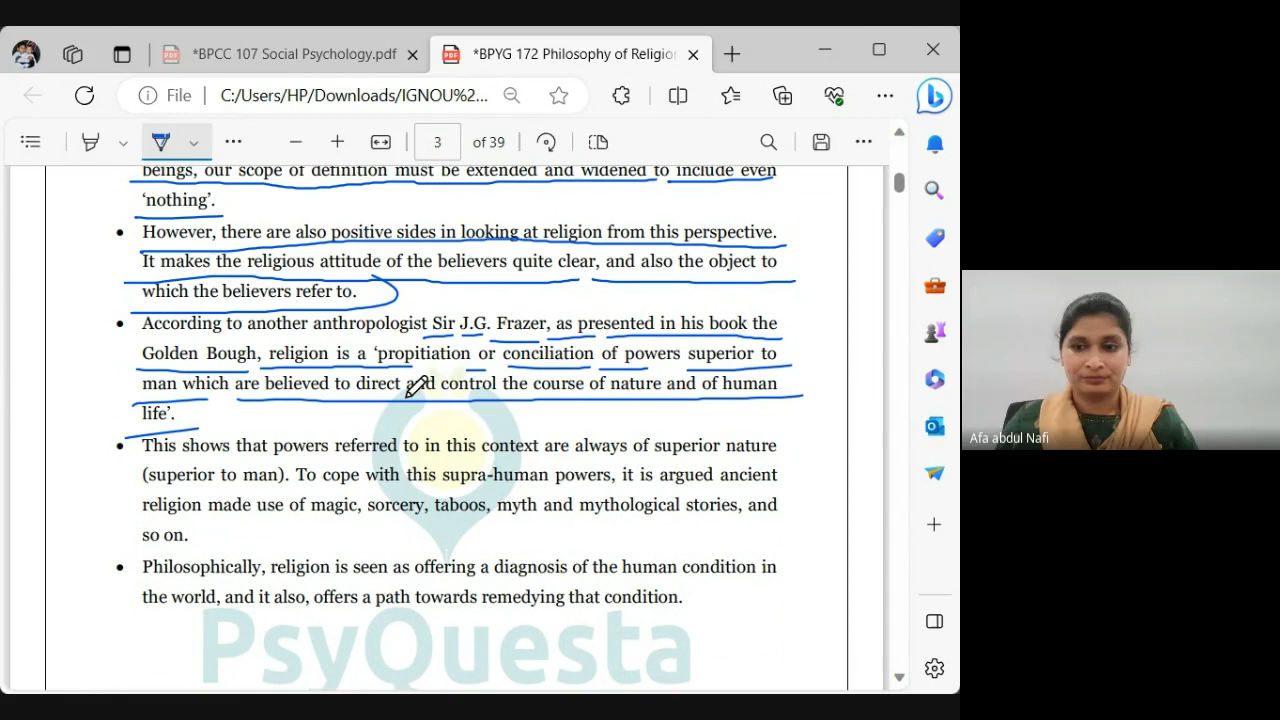 *BPCC 107 Social Psychology.pdf
*BPYG 172 Philosophy of Religio
File
C:/Users/HP/Downloads/IGNOU%2...
3
of 39
beings, our scope of definition must be extended and widened to include even
‘nothing’.
• However, there are also positive sides in looking at religion from this perspective.
It makes the religious attitude of the believers quite clear, and also the object to
which the believers refer to.
• According to another anthropologist Sir J.G. Frazer, as presented in his book the
Golden Bough, religion is a ‘propitiation or conciliation of powers superior to
man which are believed to direct and control the course of nature and of human
life’.
• This shows that powers referred to in this context are always of superior nature
(superior to man). To cope with this supra-human powers, it is argued ancient
religion made use of magic, sorcery, taboos, myth and mythological stories, and
so on.
• Philosophically, religion is seen as offering a diagnosis of the human condition in
the world, and it also, offers a path towards remedying that condition.
PsyQuesta
Afa abdul Nafi